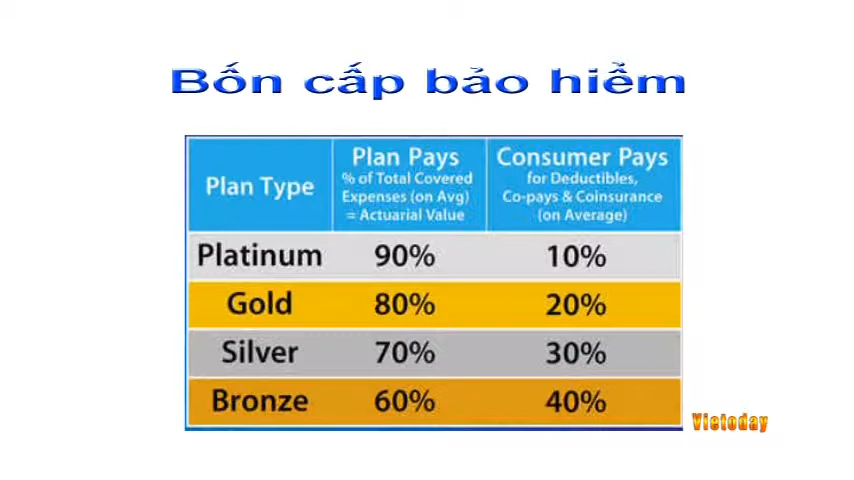 Bốn cấp bảo hiểm
Plan Type
Plan Pays
% of Total Covered
Expenses (on Avg)
= Actuarial Value
Consumer Pays
for Deductibles,
Co-pays & Coinsurance
(on Average)
Platinum 90% 10%
Gold 80% 20%
Silver 70% 30%
Bronze 60% 40%
Vietoday